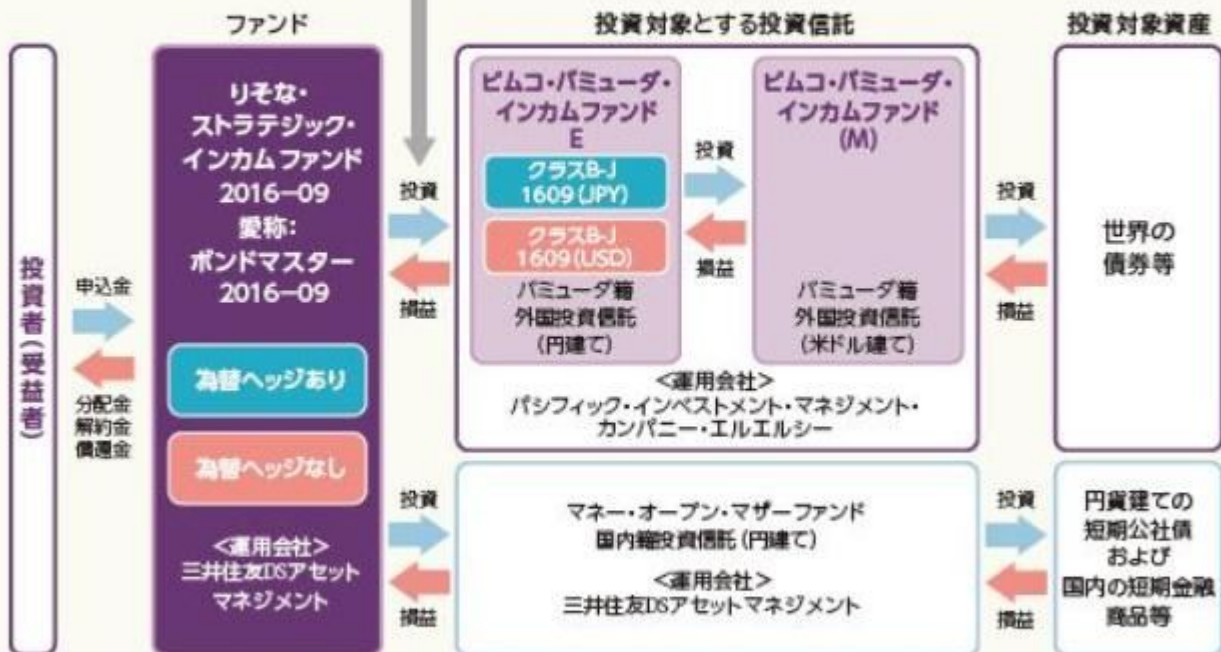 ファンド
投資対象とする投資信託
投資対象資産
投資者(受益者)
申込金
分配金
解約金
償還金
りそな・
ストラテジック・
インカムファンド
2016−09
愛称:
ボンドマスター
2016−09
為替ヘッジあり
為替ヘッジなし
<運用会社>
三井住友DSアセット
マネジメント
投資
損益
投資
損益
ピムコ・バミューダ・
インカムファンド
E
クラスB-J
1609(JPY)
クラスB-J
1609(USD)
バミューダ籍
外国投資信託
(円建て)
投資
損益
ピムコ・バミューダ・
インカムファンド
(M)
バミューダ籍
外国投資信託
(米ドル建て)
<運用会社>
パシフィック・インベストメント・マネジメント・
カンパニー・エルエルシー
マネー・オープン・マザーファンド
国内籍投資信託(円建て)
<運用会社>
三井住友DSアセットマネジメント
投資
損益
世界の
債券等
投資
損益
円貨建ての
短期公社債
および
国内の短期金融
商品等